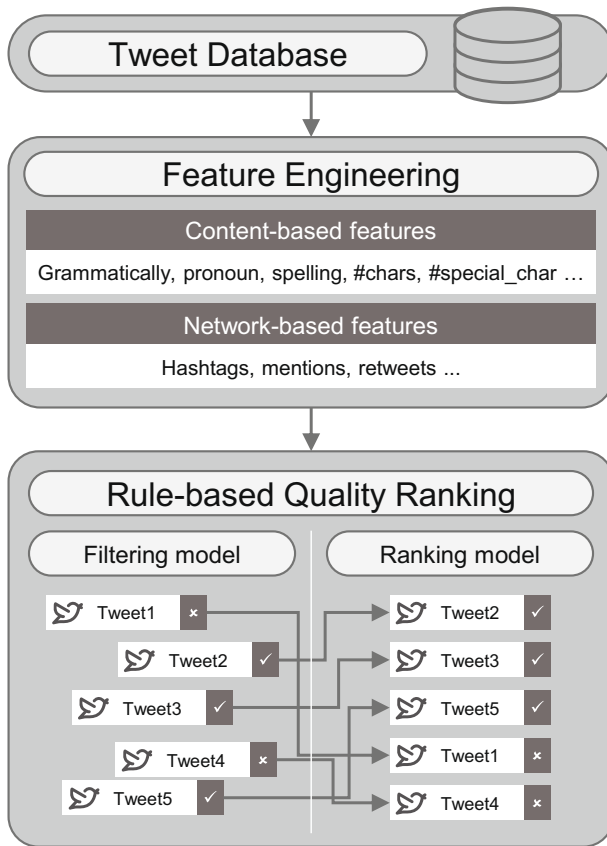 Tweet Database
Feature Engineering
Content-based features
Grammatically, pronoun, spelling, #chars, #special_char ...
Network-based features
Hashtags, mentions, retweets ...
Rule-based Quality Ranking
Filtering model
Tweet1
Tweet2
Tweet3
Tweet4
Tweet5
Ranking model
Tweet2
Tweet3
Tweet5
Tweet1
Tweet4